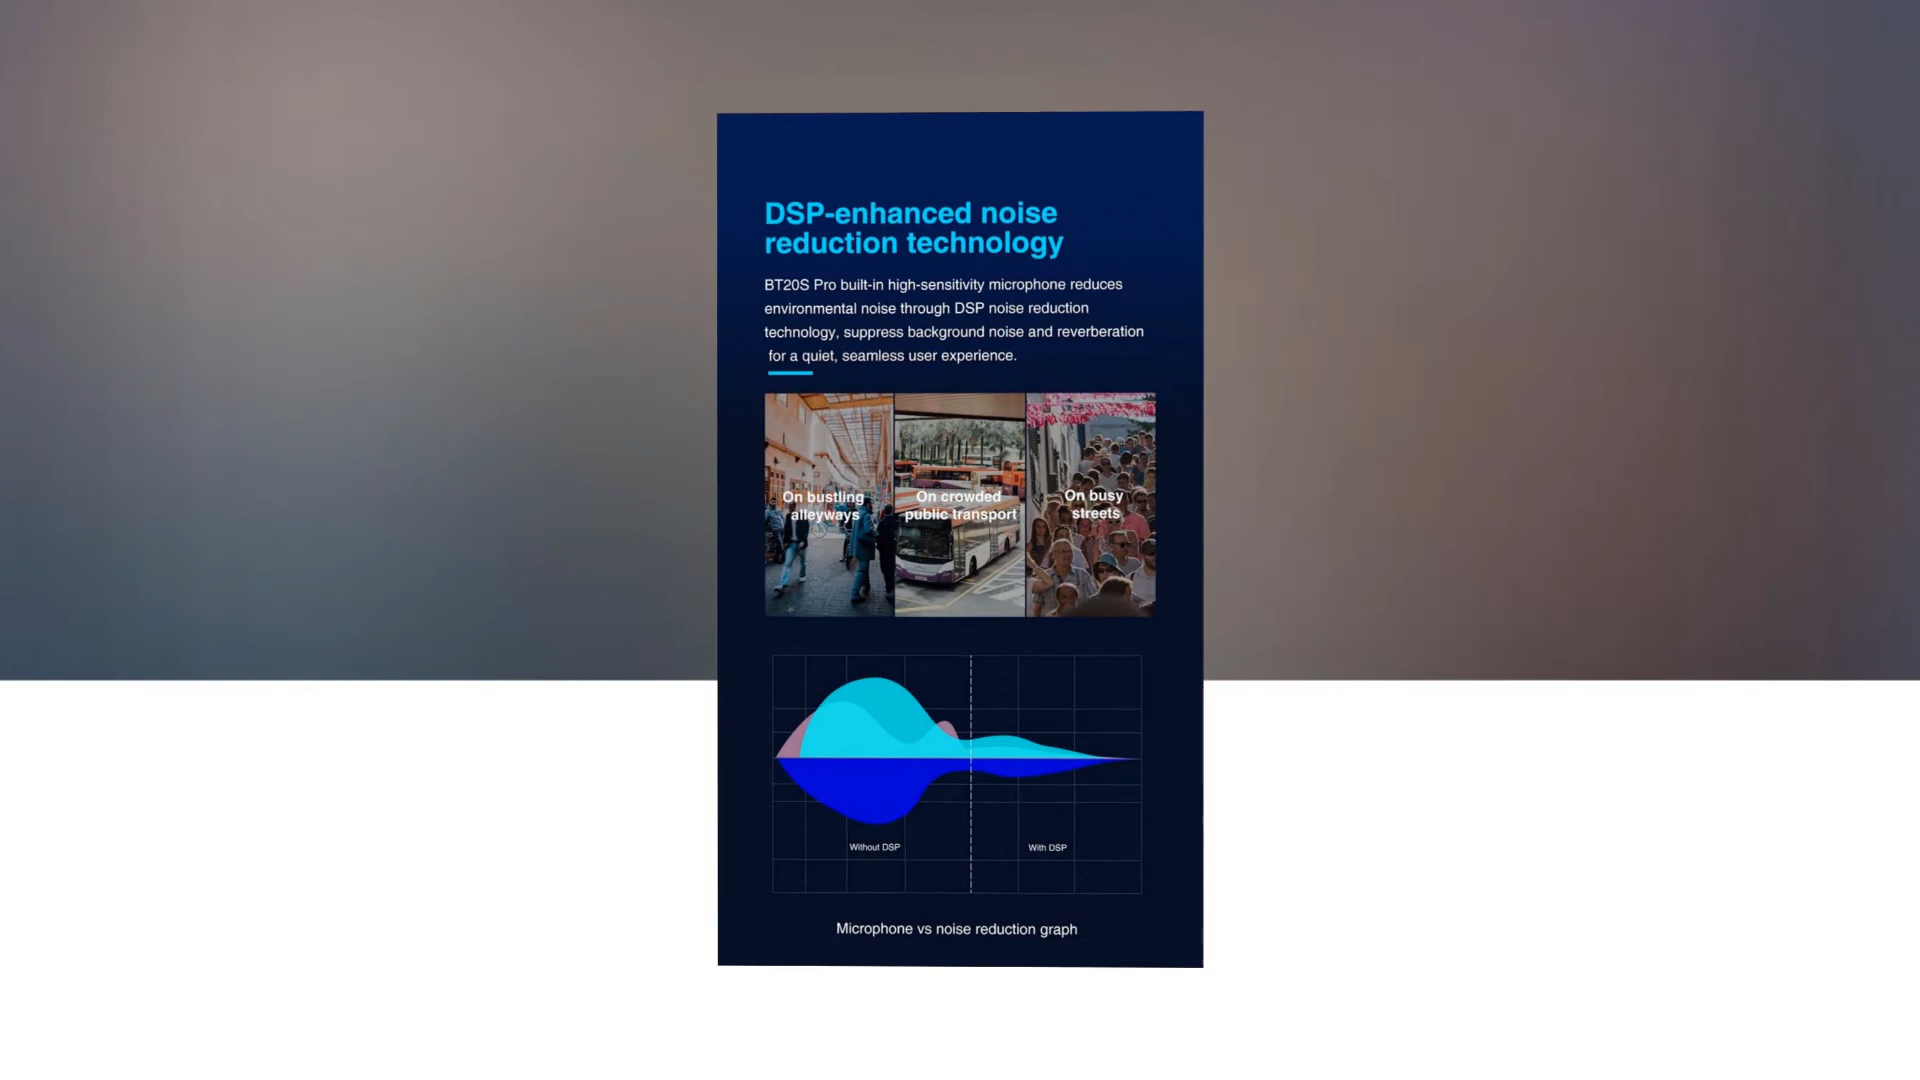 DSP-enhanced noise
reduction technology
BT20S Pro built-in high-sensitivity microphone reduces
environmental noise through DSP noise reduction
technology, suppress background noise and reverberation
for a quiet, seamless user experience.
On bustling
alleyways
On crowded
public transport
On busy
streets
Without DSP
With DSP
Microphone vs noise reduction graph